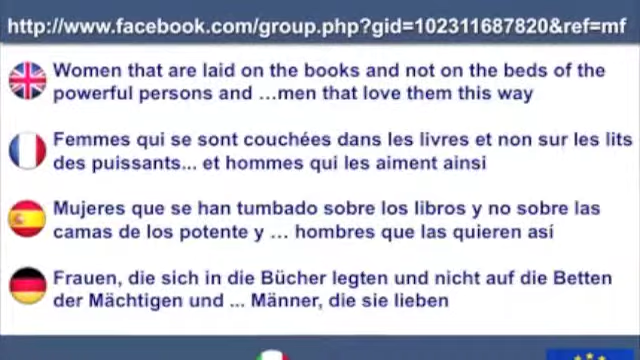 http://www.facebook.com/group.php?gid=102311687820&ref=mf
Women that are laid on the books and not on the beds of the
powerful persons and …men that love them this way
Femmes qui se sont couchées dans les livres et non sur les lits
des puissants... et hommes qui les aiment ainsi
Mujeres que se han tumbado sobre los libros y no sobre las
camas de los potente y … hombres que las quieren así
Frauen, die sich in die Bücher legten und nicht auf die Betten
der Mächtigen und ... Männer, die sie lieben